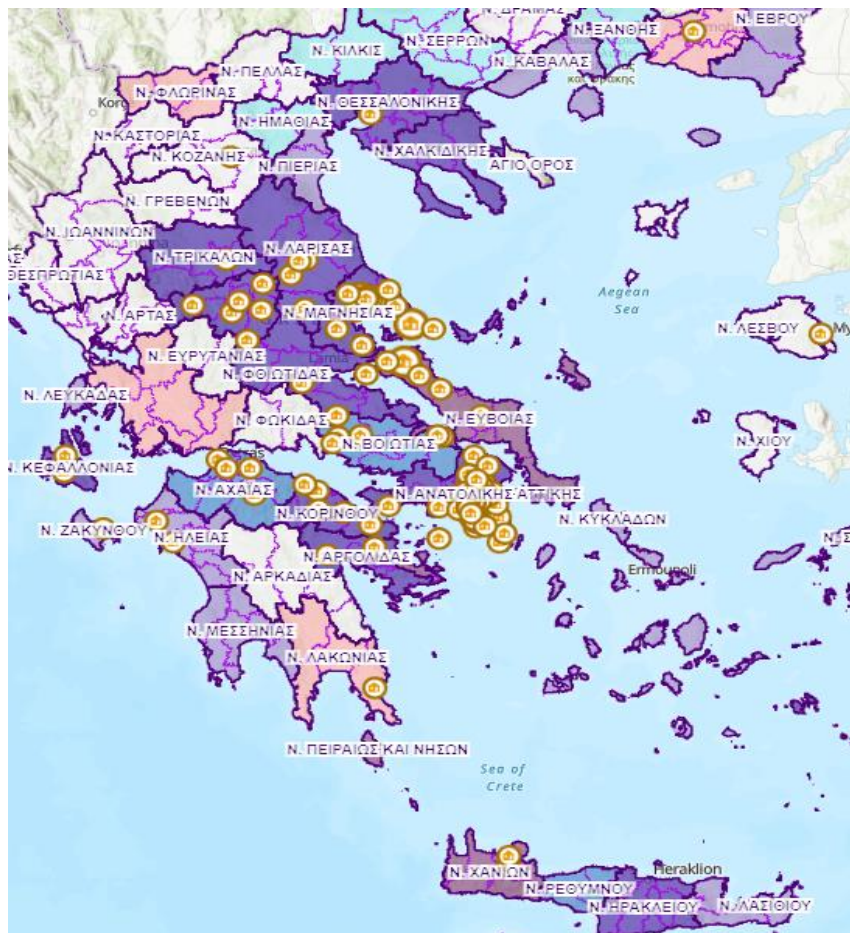 Ν. ΔΡΑΜΑΣ
Ν. ΞΑΝΘΗΣ
Ν. ΕΒΡΟΥ
Ν. ΣΕΡΡΩΝ
Ν. ΚΙΛΚΙΣ
Ν. ΚΑΒΑΛΑΣ
Ν. ΠΕΛΛΑΣ
Ν. ΦΛΩΡΙΝΑΣ
Ν. ΘΕΣΣΑΛΟΝΙΚΗΣ
Ν. ΗΜΑΘΙΑΣ
Ν. ΚΑΣΤΟΡΙΑΣ
Ν. ΚΟΖΑΝΗΣ
Ν. ΧΑΛΚΙΔΙΚΗΣ
Ν. ΠΙΕΡΙΑΣ
ΑΓΙΟ ΟΡΟΣ
Ν. ΓΡΕΒΕΝΩΝ
Ν. ΙΩΑΝΝΙΝΩΝ
Ν. ΛΑΡΙΣΑΣ
Ν. ΤΡΙΚΑΛΩΝ
ΘΕΣΠΡΩΤΙΑΣ
Aegean
Sea
Ν. ΑΡΤΑΣ
Ν. ΜΑΓΝΗΣΙΑΣ
Ν. ΛΕΣΒΟΥ
Ν. ΕΥΡΥΤΑΝΙΑΣ
Lamia
Ν. ΦΘΙΩΤΙΔΑΣ
Ν. ΛΕΥΚΑΔΑΣ
Ν. ΦΩΚΙΔΑΣ
Ν. ΕΥΒΟΙΑΣ
Ν. ΒΟΙΩΤΙΑΣ
Ν. ΧΙΟΥ
Ν. ΚΕΦΑΛΛΟΝΙΑΣ
Ν. ΑΧΑΪΑΣ
Ν. ΑΝΑΤΟΛΙΚΗΣ ΑΤΤΙΚΗΣ
Ν. ΚΟΡΙΝΘΟΥ
Ν. ΚΥΚΛΑΔΩΝ
Ν. ΖΑΚΥΝΘΟΥ
Ν. ΗΛΕΙΑΣ
Ν. ΑΡΓΟΛΙΔΑΣ
Ermoupoli
Ν. ΑΡΚΑΔΙΑΣ
Ν. ΜΕΣΣΗΝΙΑΣ
Ν. ΛΑΚΩΝΙΑΣ
Ν. ΠΕΙΡΑΙΩΣ ΚΑΙ ΝΗΣΩΝ
Sea of
Crete
Heraklion
Ν. ΧΑΝΙΩΝ
Ν. ΡΕΘΥΜΝΟΥ
Ν. ΗΡΑΚΛΕΙΟΥ
Ν. ΛΑΣΙΘΙΟΥ